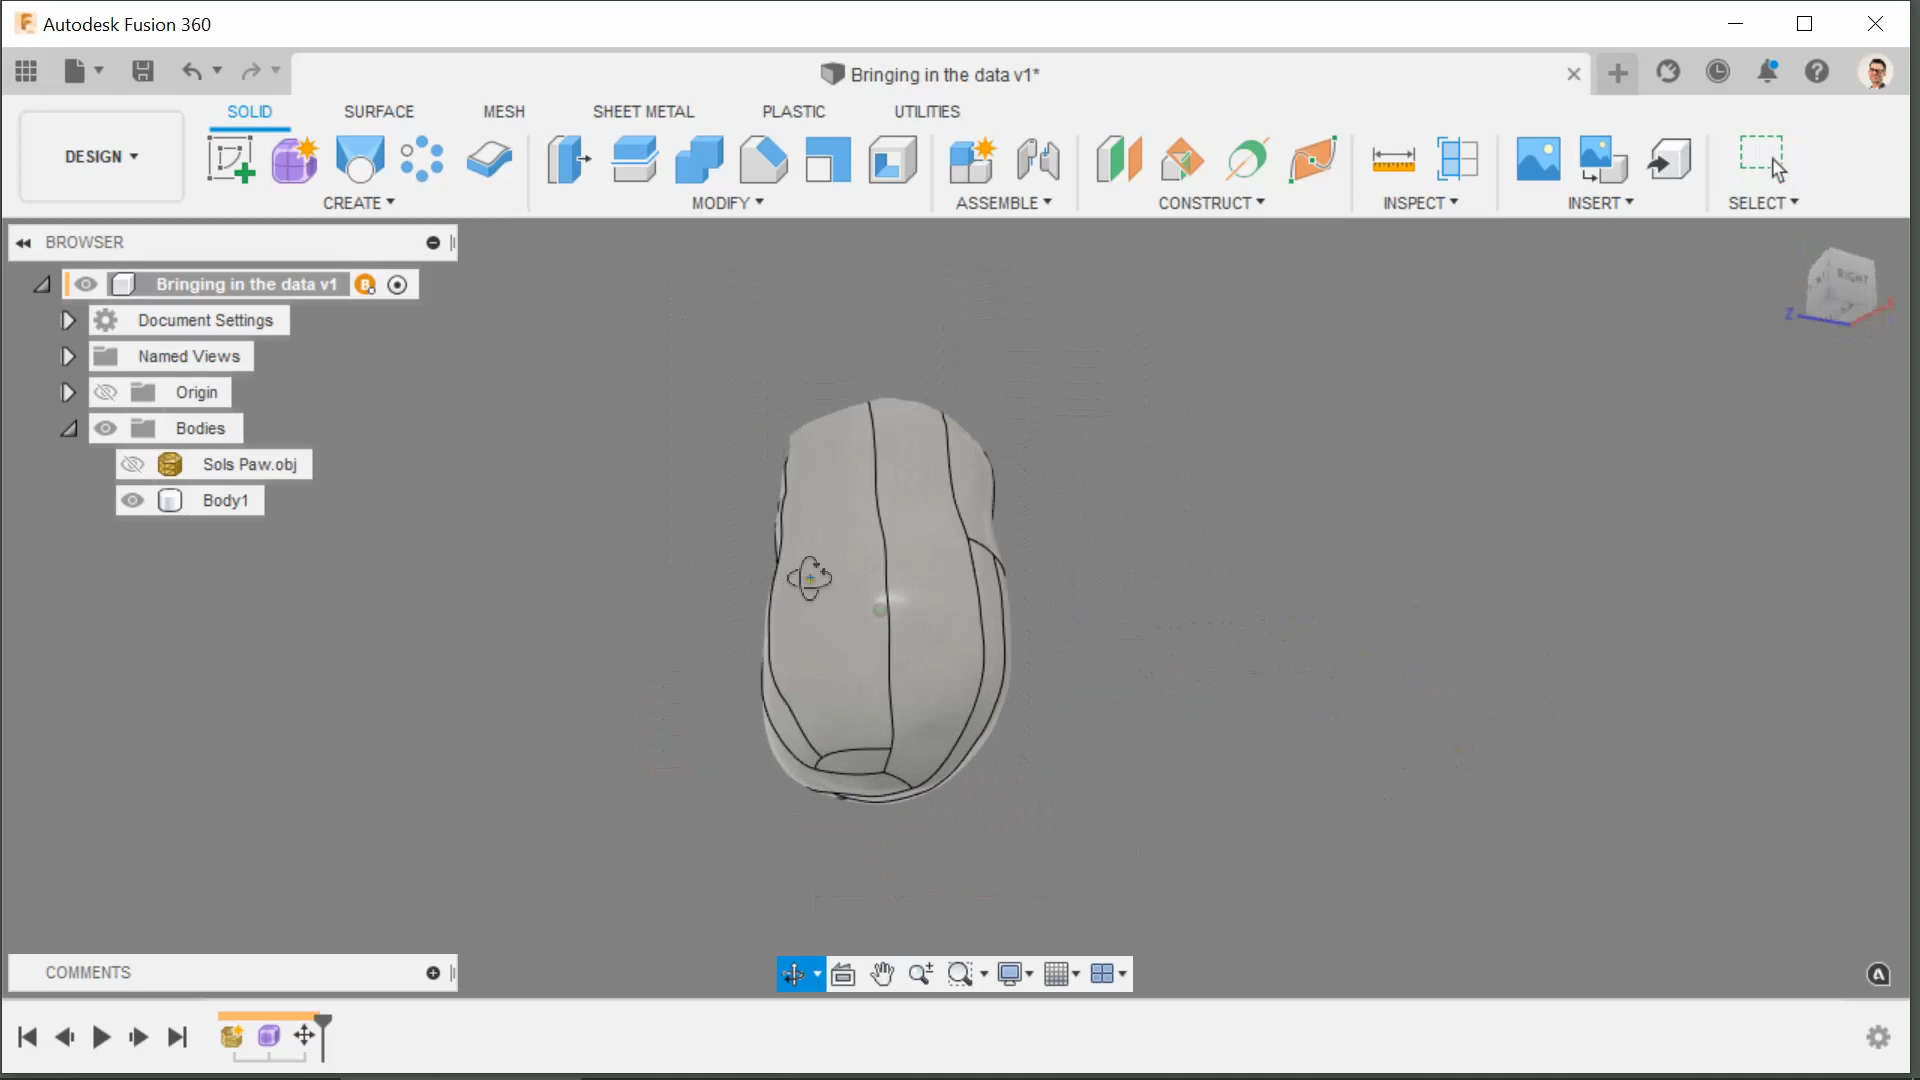 Autodesk Fusion 360
Bringing in the data v1*
SOLID SURFACE MESH SHEET METAL PLASTIC UTILITIES
DESIGN
CREATE MODIFY ASSEMBLE CONSTRUCT INSPECT INSERT SELECT
BROWSER
Bringing in the data v1
Document Settings
Named Views
Origin
Bodies
Sols Paw.obj
Body1
RIGHT
Z
COMMENTS